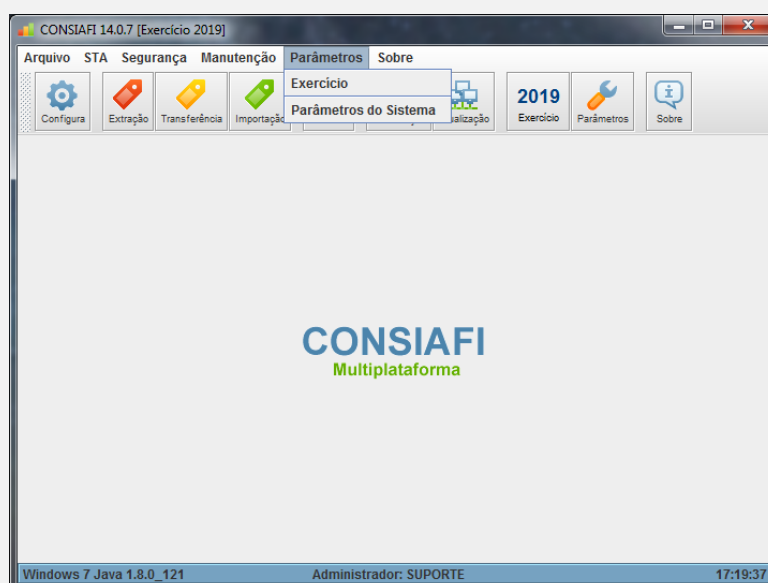 CONSIAFI 14.0.7 [Exercício 2019]
Arquivo STA Segurança Manutenção Parâmetros Sobre
Exercício
Parâmetros do Sistema
Configura Extração Transferência Importação 2019 Exercício Parâmetros Sobre
CONSIAFI
Multiplataforma
Windows 7 Java 1.8.0_121 Administrador: SUPORTE 17:19:37